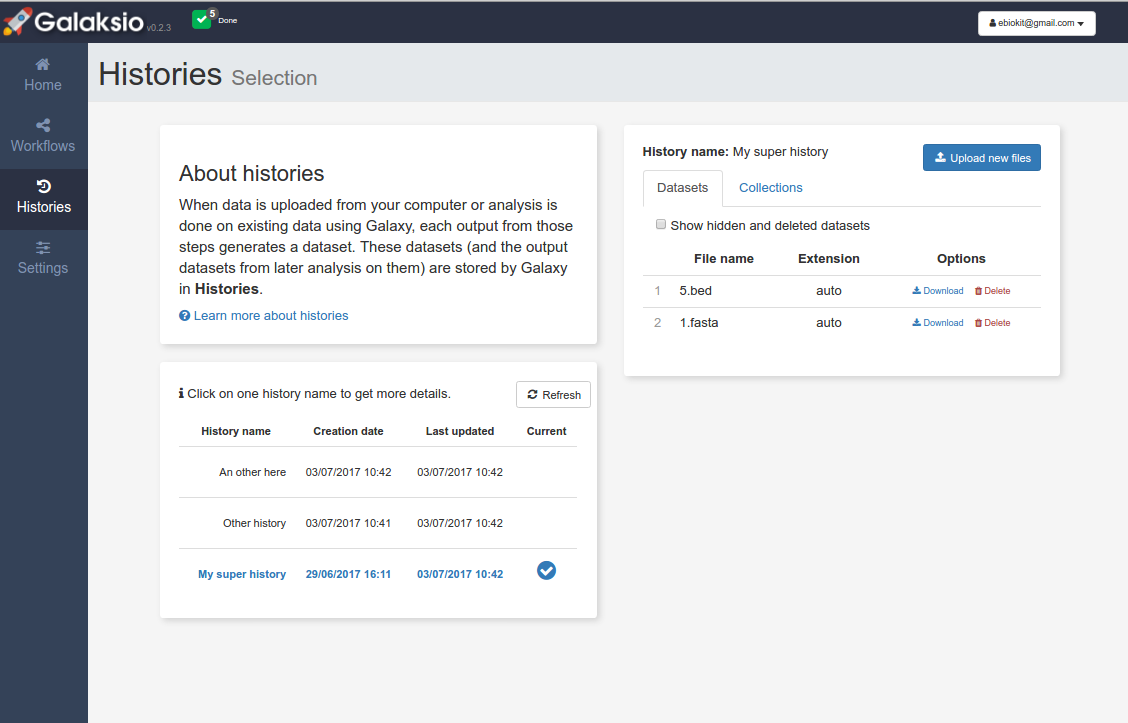 Galaksio v0.2.3 5 Done ebiokit@gmail.com
Home
Workflows
Histories
Settings
Histories Selection
About histories
When data is uploaded from your computer or analysis is
done on existing data using Galaxy, each output from those
steps generates a dataset. These datasets (and the output
datasets from later analysis on them) are stored by Galaxy
in Histories.
Learn more about histories
Click on one history name to get more details. Refresh
History name Creation date Last updated Current
An other here 03/07/2017 10:42 03/07/2017 10:42
Other history 03/07/2017 10:41 03/07/2017 10:42
My super history 29/06/2017 16:11 03/07/2017 10:42
History name: My super history Upload new files
Datasets Collections
Show hidden and deleted datasets
File name Extension Options
1 5.bed auto Download Delete
2 1.fasta auto Download Delete